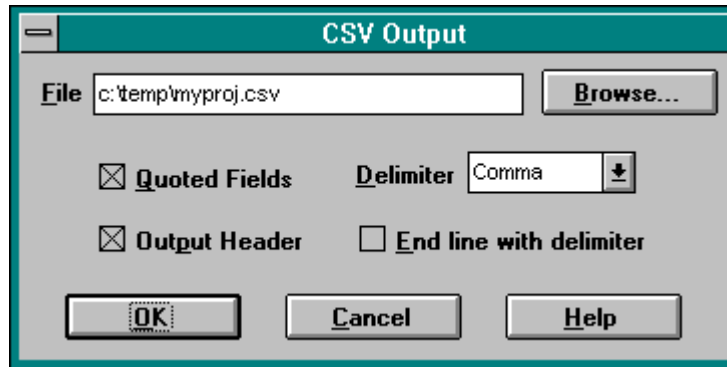 CSV Output
File c:\temp\myproj.csv Browse...
Quoted Fields Delimiter Comma
Output Header End line with delimiter
OK Cancel Help